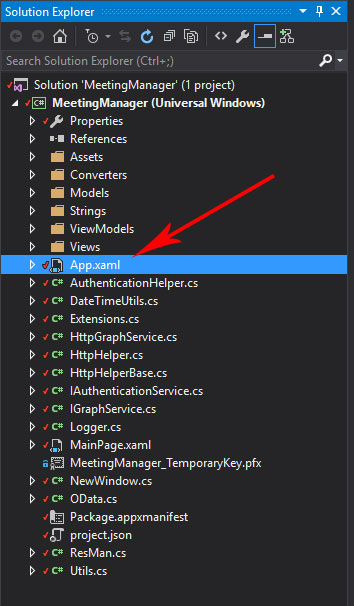 Solution Explorer
Search Solution Explorer (Ctrl+;)
Solution 'MeetingManager' (1 project)
C# MeetingManager (Universal Windows)
Properties
References
Assets
Converters
Models
Strings
ViewModels
Views
App.xaml
C# AuthenticationHelper.cs
C# DateTimeUtils.cs
C# Extensions.cs
C# HttpGraphService.cs
C# HttpHelper.cs
C# HttpHelperBase.cs
C# IAuthenticationService.cs
C# IGraphService.cs
C# Logger.cs
MainPage.xaml
MeetingManager_TemporaryKey.pfx
C# NewWindow.cs
C# OData.cs
Package.appxmanifest
project.json
C# ResMan.cs
C# Utils.cs